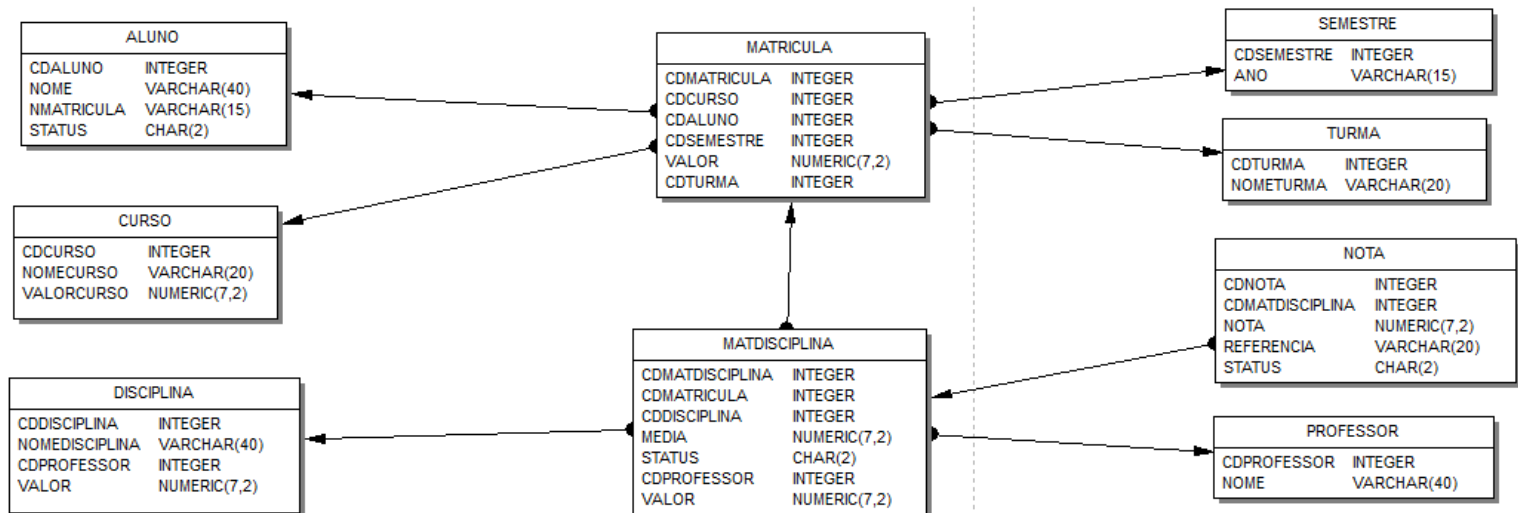 ALUNO
CDALUNO INTEGER
NOME VARCHAR(40)
NMATRICULA VARCHAR(15)
STATUS CHAR(2)
CURSO
CDCURSO INTEGER
NOMECURSO VARCHAR(20)
VALORCURSO NUMERIC(7,2)
DISCIPLINA
CDDISCIPLINA INTEGER
NOMEDISCIPLINA VARCHAR(40)
CDPROFESSOR INTEGER
VALOR NUMERIC(7,2)
MATRICULA
CDMATRICULA INTEGER
CDCURSO INTEGER
CDALUNO INTEGER
CDSEMESTRE INTEGER
VALOR NUMERIC(7,2)
CDTURMA INTEGER
MATDISCIPLINA
CDMATDISCIPLINA INTEGER
CDMATRICULA INTEGER
CDDISCIPLINA INTEGER
MEDIA NUMERIC(7,2)
STATUS CHAR(2)
CDPROFESSOR INTEGER
VALOR NUMERIC(7,2)
SEMESTRE
CDSEMESTRE INTEGER
ANO VARCHAR(15)
TURMA
CDTURMA INTEGER
NOMETURMA VARCHAR(20)
NOTA
CDNOTA INTEGER
CDMATDISCIPLINA INTEGER
NOTA NUMERIC(7,2)
REFERENCIA VARCHAR(20)
STATUS CHAR(2)
PROFESSOR
CDPROFESSOR INTEGER
NOME VARCHAR(40)